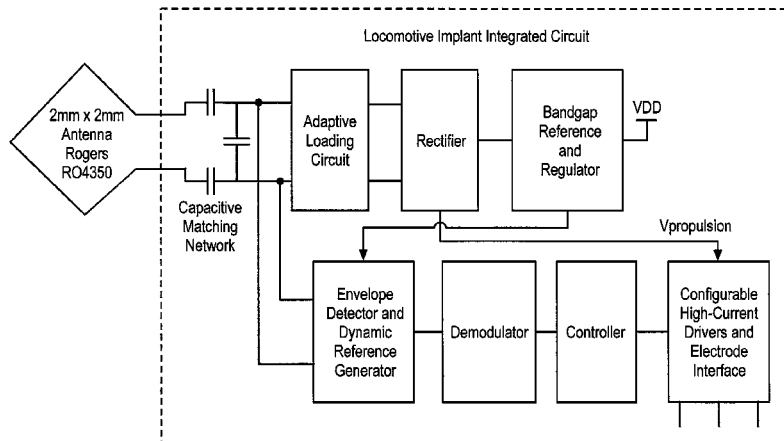 Locomotive Implant Integrated Circuit
2mm x 2mm
Antenna
Rogers
RO4350
Capacitive
Matching
Network
Adaptive
Loading
Circuit
Rectifier
Bandgap
Reference
and
Regulator
VDD
Vpropulsion
Envelope
Detector and
Dynamic
Reference
Generator
Demodulator
Controller
Configurable
High-Current
Drivers and
Electrode
Interface